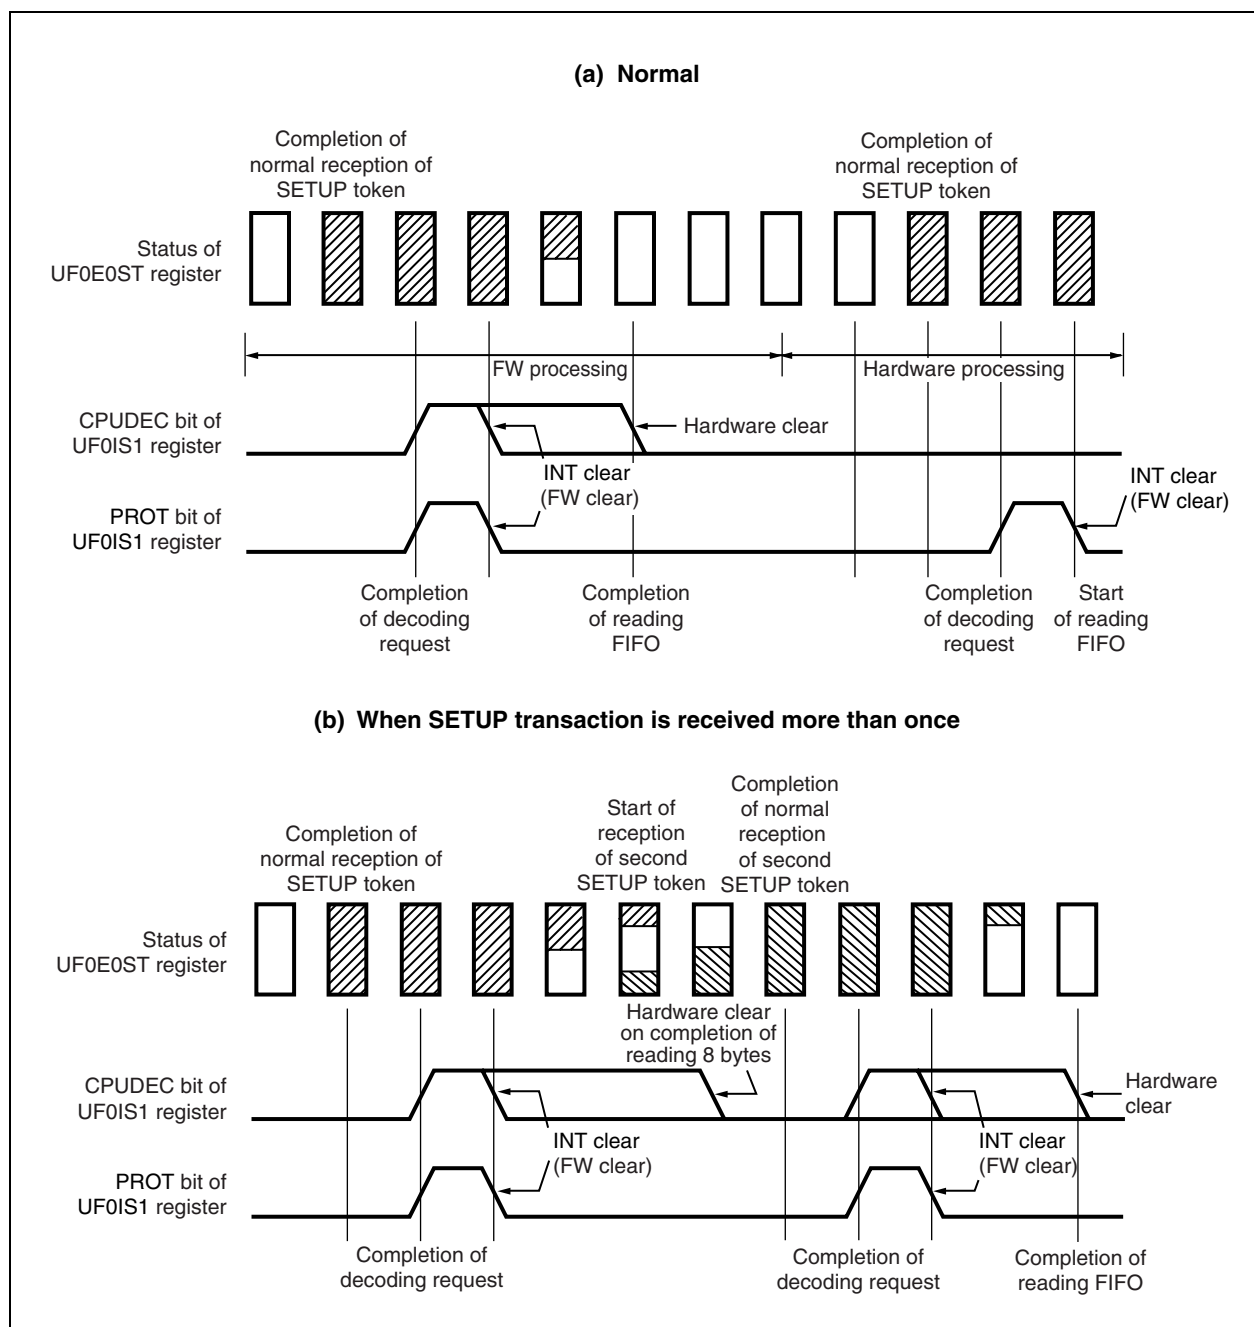 (a) Normal
Completion of
normal reception of
SETUP token
Completion of
normal reception of
SETUP token
Status of
UF0E0ST register
FW processing
Hardware processing
CPUDEC bit of
UF0IS1 register
Hardware clear
INT clear
(FW clear)
INT clear
(FW clear)
PROT bit of
UF0IS1 register
Completion
of decoding
request
Completion
of reading
FIFO
Completion
of decoding
request
Start
of reading
FIFO
(b) When SETUP transaction is received more than once
Completion of
normal reception of
SETUP token
Start of
reception
of second
SETUP token
Completion
of normal
reception
of second
SETUP token
Status of
UF0E0ST register
Hardware clear
on completion of
reading 8 bytes
CPUDEC bit of
UF0IS1 register
Hardware
clear
INT clear
(FW clear)
INT clear
(FW clear)
PROT bit of
UF0IS1 register
Completion of
decoding request
Completion of
decoding request
Completion of
reading FIFO